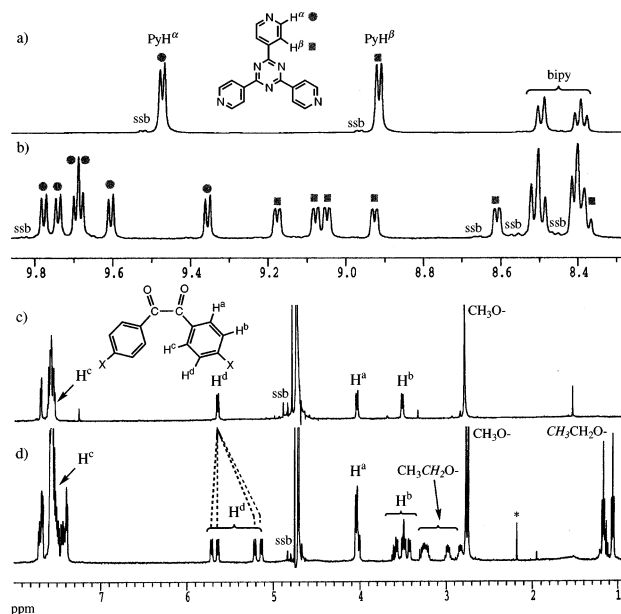 a)
PyHα
N
Hα
Hβ
PyHβ
N N
N
N N
bipy
ssb
ssb
b)
ssb
ssb
ssb
ssb
9.8 9.6 9.4 9.2 9.0 8.8 8.6 8.4
c)
O O
Ha
Hb
Hc
Hd
X
X
CH3O-
Hc
Hd
ssb
Ha
Hb
d)
Hc
CH3O-
CH3CH2O-
Ha
CH3CH2O-
Hd
Hb
ssb
*
7 6 5 4 3 2 1
ppm